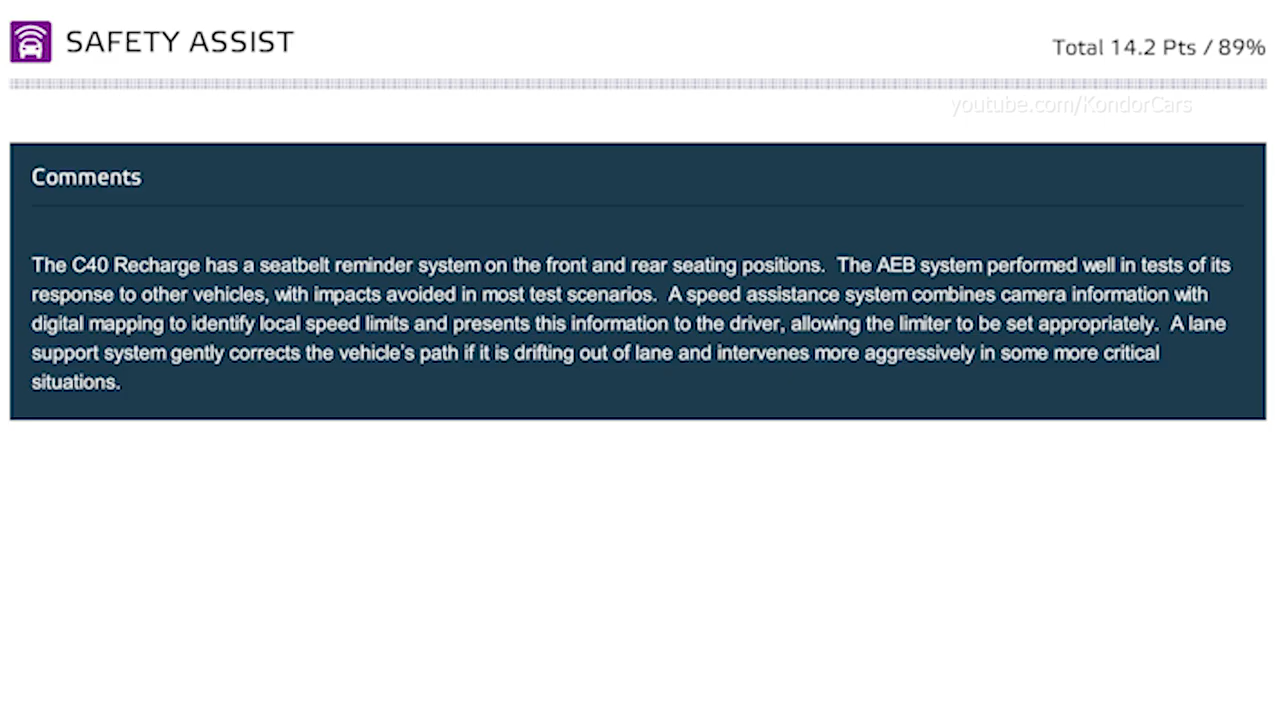 SAFETY ASSIST
Total 14.2 Pts / 89%
youtube.com/KondorCars
Comments
The C40 Recharge has a seatbelt reminder system on the front and rear seating positions. The AEB system performed well in tests of its
response to other vehicles, with impacts avoided in most test scenarios. A speed assistance system combines camera information with
digital mapping to identify local speed limits and presents this information to the driver, allowing the limiter to be set appropriately. A lane
support system gently corrects the vehicle's path if it is drifting out of lane and intervenes more aggressively in some more critical
situations.